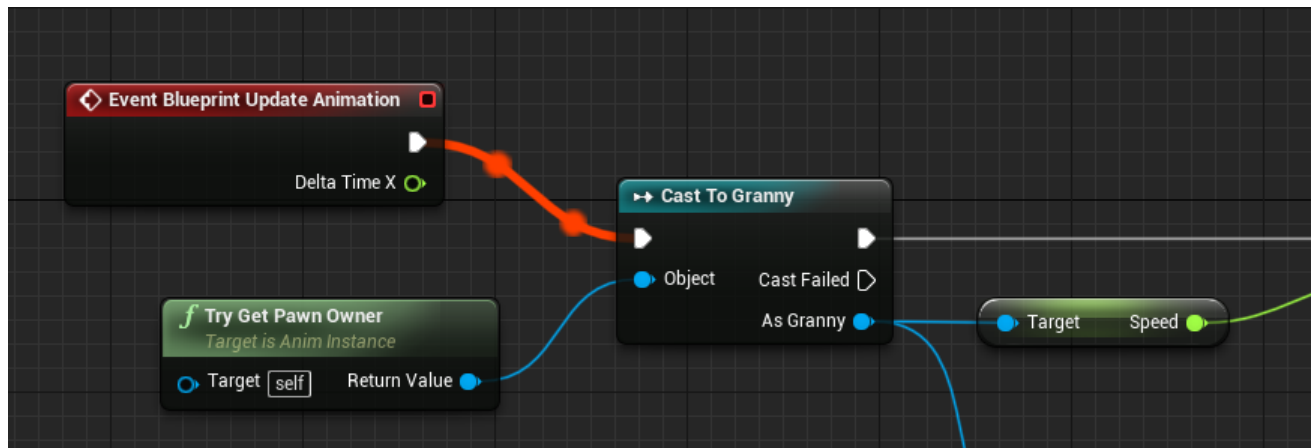 Event Blueprint Update Animation
Delta Time X
Cast To Granny
Object
Cast Failed
As Granny
Target
Speed
f Try Get Pawn Owner
Target is Anim Instance
Target self
Return Value